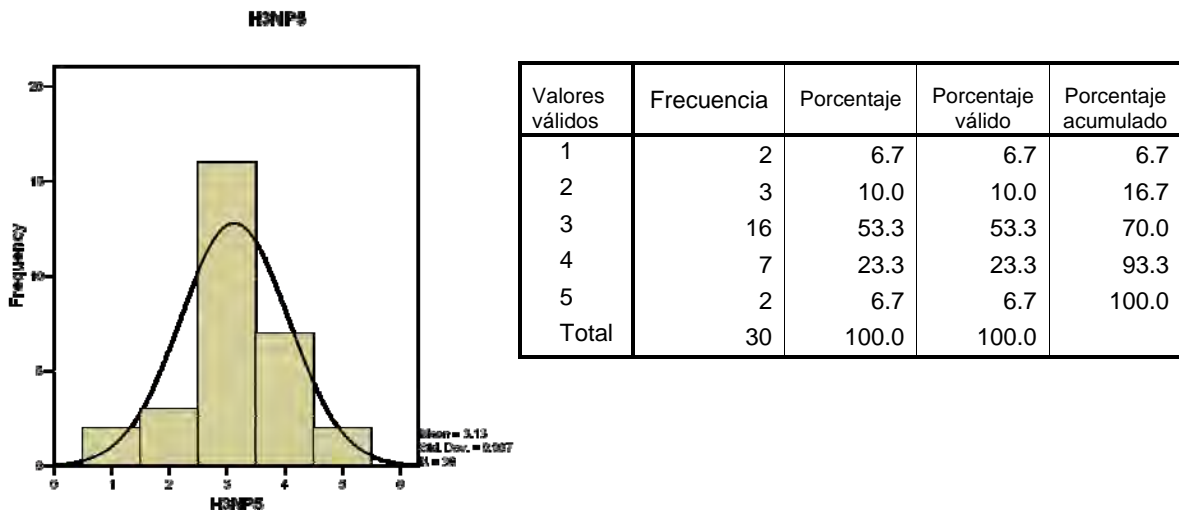 H3NP5
20
15
10
5
0
Frequency
0 1 2 3 4 5 6
H3NP5
Mean = 3.13
Std. Dev. =
N = 30
Valores válidos Frecuencia Porcentaje Porcentaje válido Porcentaje acumulado
1 2 6.7 6.7 6.7
2 3 10.0 10.0 16.7
3 16 53.3 53.3 70.0
4 7 23.3 23.3 93.3
5 2 6.7 6.7 100.0
Total 30 100.0 100.0